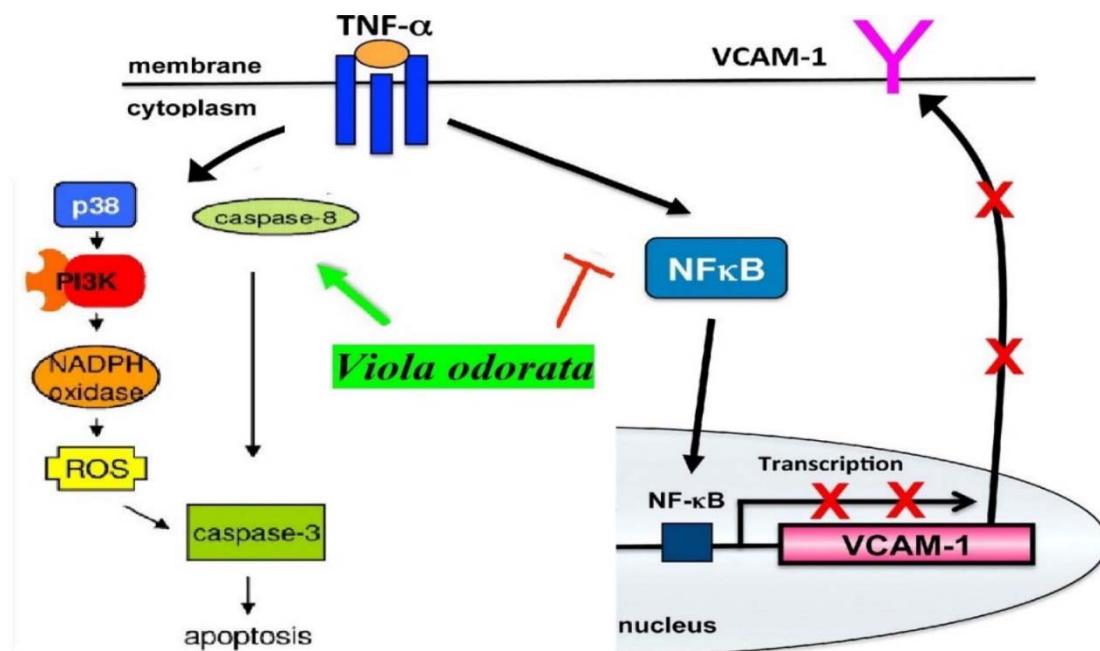 TNF-α
VCAM-1
membrane
cytoplasm
p38
caspase-8
PI3K
NFκB
NADPH
oxidase
Viola odorata
ROS
Transcription
X
X
X
X
NF-κB
caspase-3
VCAM-1
nucleus
apoptosis